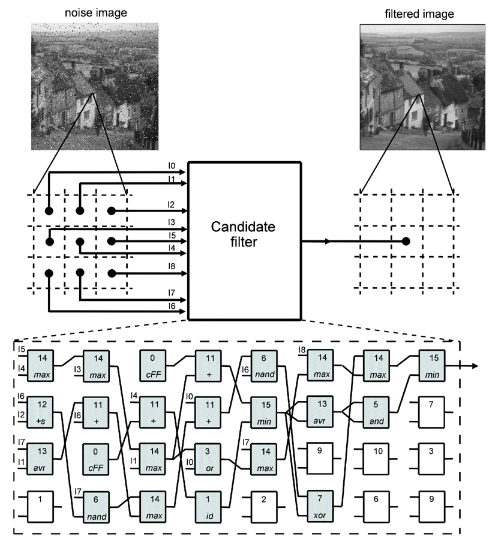 noise image
filtered image
I0
I1
I2
I3
I5
I4
I8
I7
I6
Candidate
filter
I5 14 14 0 11 6 I8 14 14 15
I4 max I3 max cFF + I6 nand max max min
I6 12 11 I4 11 I0 11 15 13 5 7
I2 +s I6 + + + min avr and
I7 13 0 14 3 I7 14 9 10 3
I1 avr cFF I1 max I0 or max
1 I7 6 14 1 2 7 6 9
nand max id xor